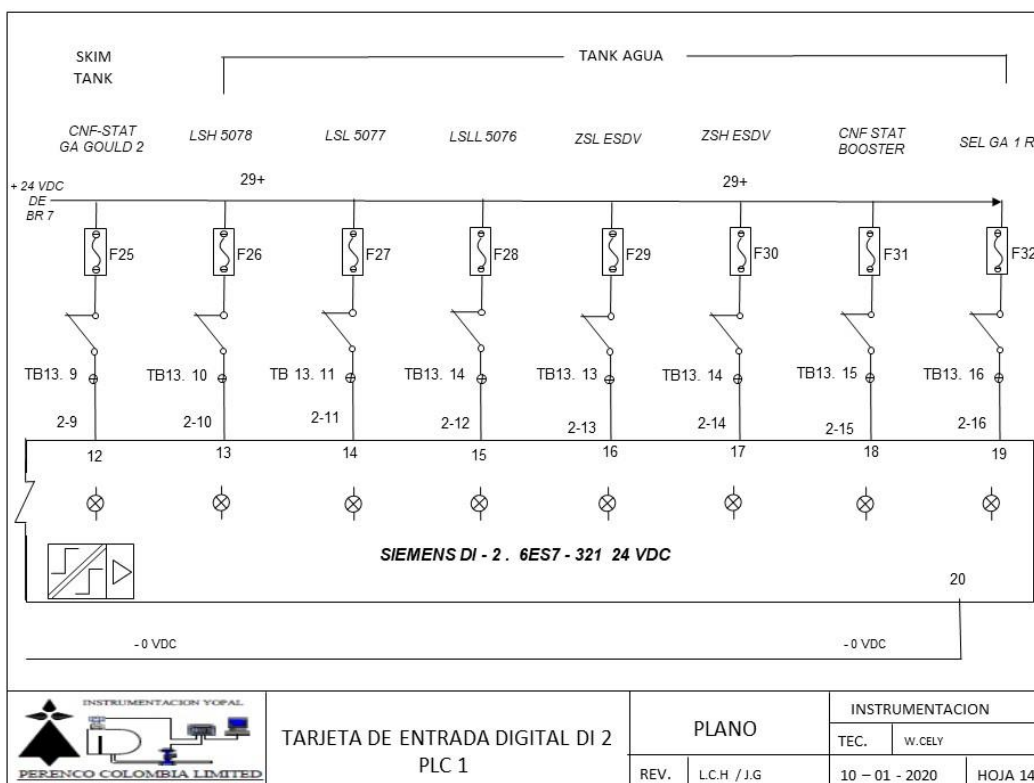 SKIM
TANK
TANK AGUA
CNF-STAT
GA GOULD 2
LSH 5078
LSL 5077
LSLL 5076
ZSL ESDV
ZSH ESDV
CNF STAT
BOOSTER
SEL GA 1 R
+ 24 VDC
DE
BR 7
29+
29+
F25
F26
F27
F28
F29
F30
F31
F32
TB13. 9
TB13. 10
TB 13. 11
TB13. 14
TB13. 13
TB13. 14
TB13. 15
TB13. 16
2-9
2-10
2-11
2-12
2-13
2-14
2-15
2-16
12
13
14
15
16
17
18
19
SIEMENS DI - 2 . 6ES7 - 321 24 VDC
20
- 0 VDC
- 0 VDC
INSTRUMENTACION YOPAL
PERENCO COLOMBIA LIMITED
TARJETA DE ENTRADA DIGITAL DI 2
PLC 1
PLANO
REV. L.C.H / J.G
INSTRUMENTACION
TEC. W.CELY
10 – 01 - 2020 HOJA 14